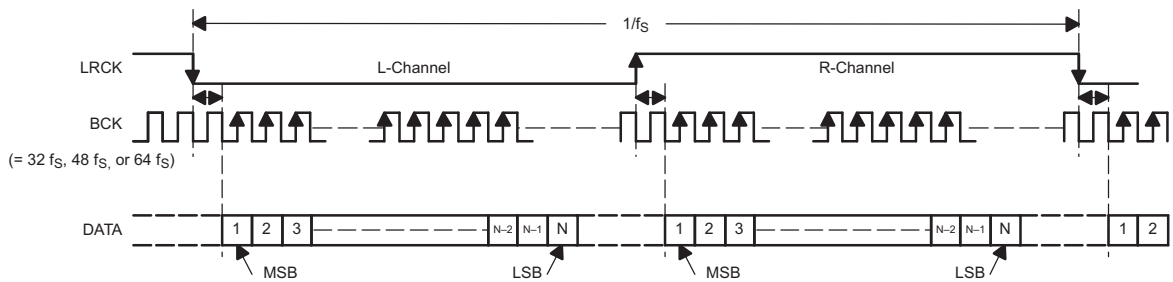 1/fS
LRCK
L-Channel
R-Channel
BCK
(= 32 fS, 48 fS, or 64 fS)
DATA
1 2 3 N–2 N–1 N 1 2 3 N–2 N–1 N 1 2
MSB LSB MSB LSB